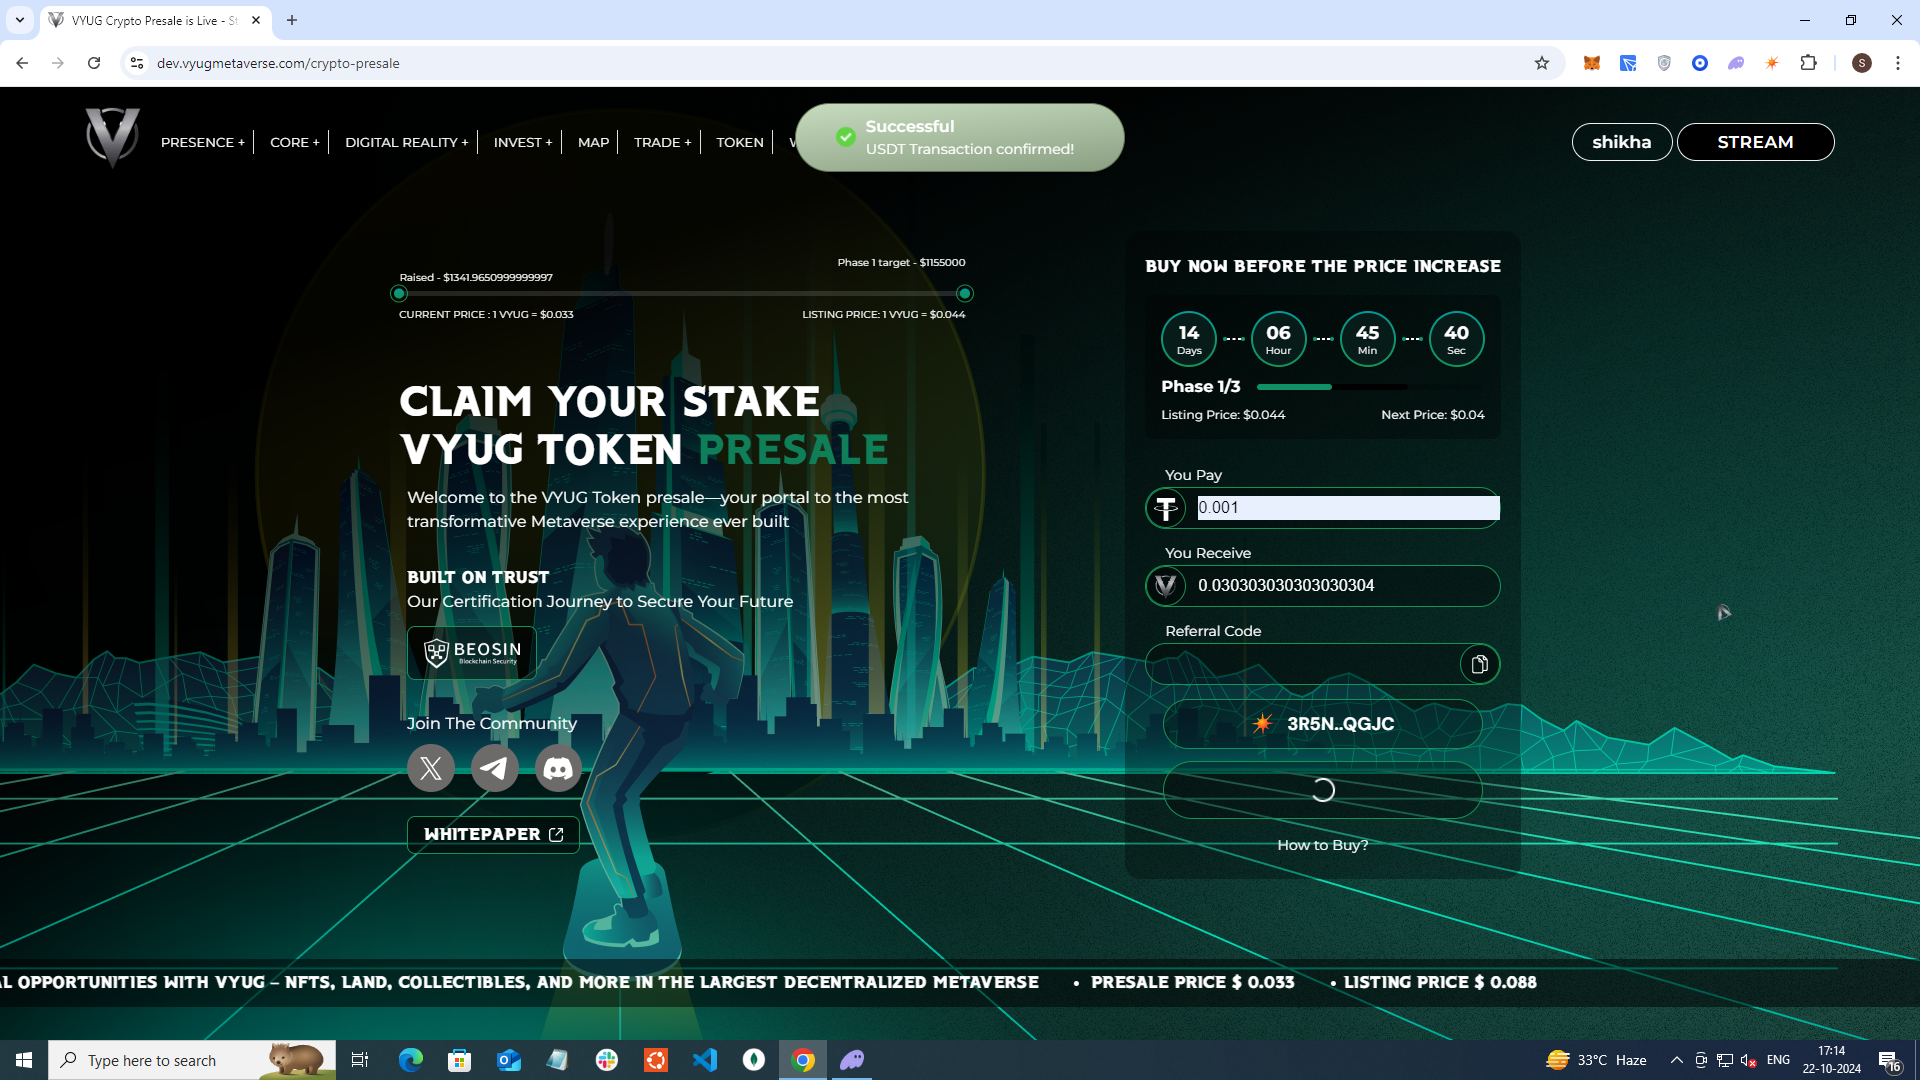 VYUG Crypto Presale is Live - St
dev.vyugmetaverse.com/crypto-presale
S
PRESENCE +
CORE +
DIGITAL REALITY +
INVEST +
MAP
TRADE +
TOKEN
Successful
USDT Transaction confirmed!
shikha
STREAM
Raised - $1341.9650999999997
Phase 1 target - $1155000
CURRENT PRICE : 1 VYUG = $0.033
LISTING PRICE: 1 VYUG = $0.044
CLAIM YOUR STAKE
VYUG TOKEN PRESALE
Welcome to the VYUG Token presale—your portal to the most
transformative Metaverse experience ever built
BUILT ON TRUST
Our Certification Journey to Secure Your Future
BEOSIN
Blockchain Security
Join The Community
WHITEPAPER
BUY NOW BEFORE THE PRICE INCREASE
14 Days
06 Hour
45 Min
40 Sec
Phase 1/3
Listing Price: $0.044
Next Price: $0.04
You Pay
0.001
You Receive
0.030303030303030304
Referral Code
3R5N..QGJC
How to Buy?
AL OPPORTUNITIES WITH VYUG – NFTS, LAND, COLLECTIBLES, AND MORE IN THE LARGEST DECENTRALIZED METAVERSE • PRESALE PRICE $ 0.033 • LISTING PRICE $ 0.088
Type here to search
33°C Haze
ENG
17:14
22-10-2024
16